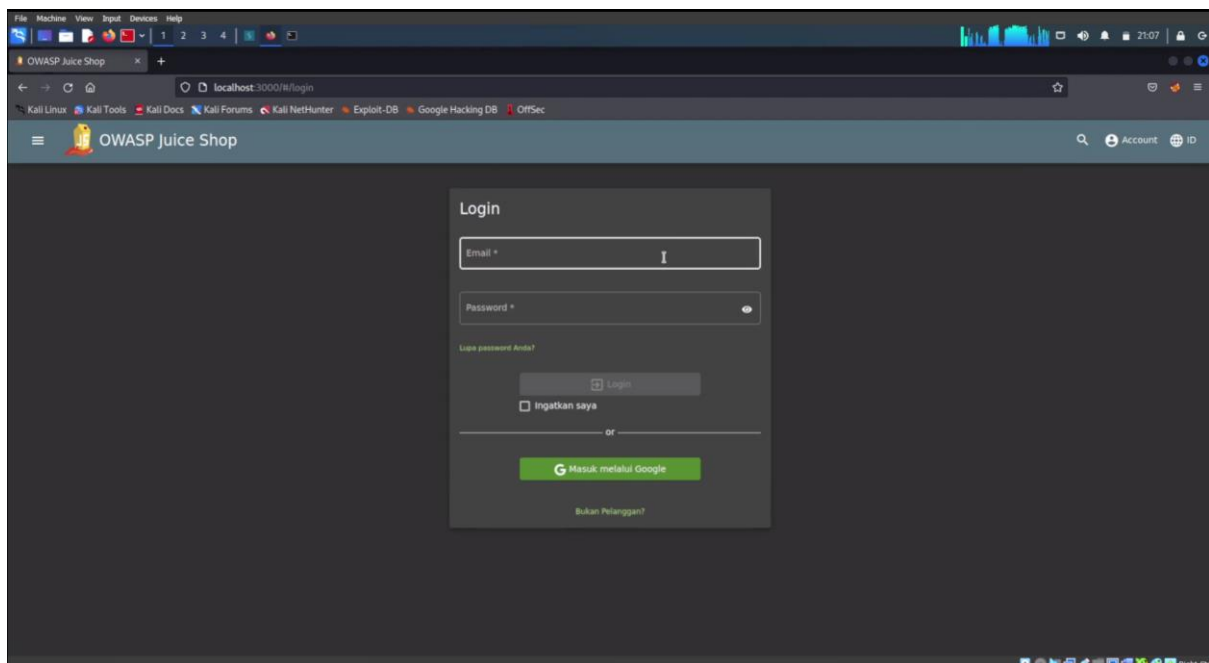 File Machine View Input Devices Help
1 2 3 4 21:07
OWASP Juice Shop
localhost:3000/#/login
Kali Linux Kali Tools Kali Docs Kali Forums Kali NetHunter Exploit-DB Google Hacking DB OffSec
OWASP Juice Shop Account ID
Login
Email *
Password *
Lupa password Anda?
Login
Ingatkan saya
or
Masuk melalui Google
Bukan Pelanggan?